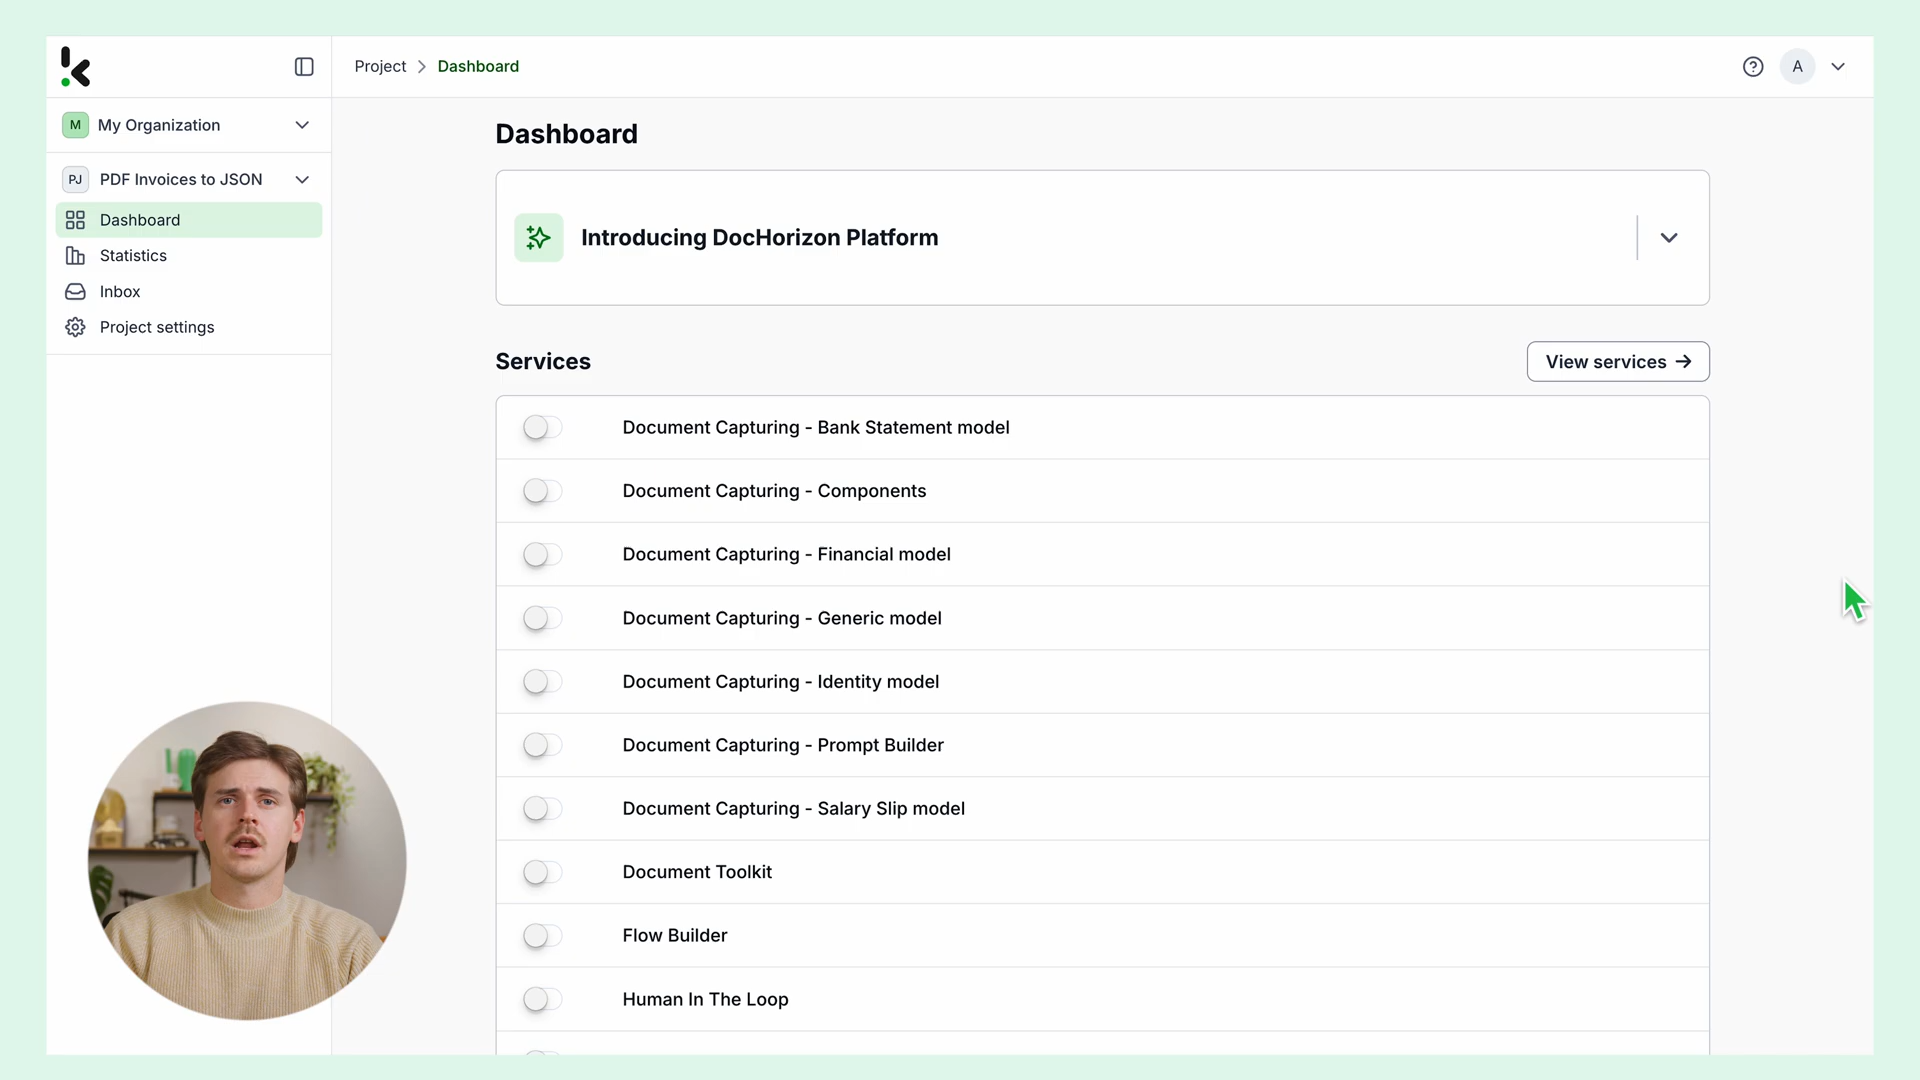 Project > Dashboard
A
M My Organization
PJ PDF Invoices to JSON
Dashboard
Statistics
Inbox
Project settings
Dashboard
Introducing DocHorizon Platform
Services
View services →
Document Capturing - Bank Statement model
Document Capturing - Components
Document Capturing - Financial model
Document Capturing - Generic model
Document Capturing - Identity model
Document Capturing - Prompt Builder
Document Capturing - Salary Slip model
Document Toolkit
Flow Builder
Human In The Loop